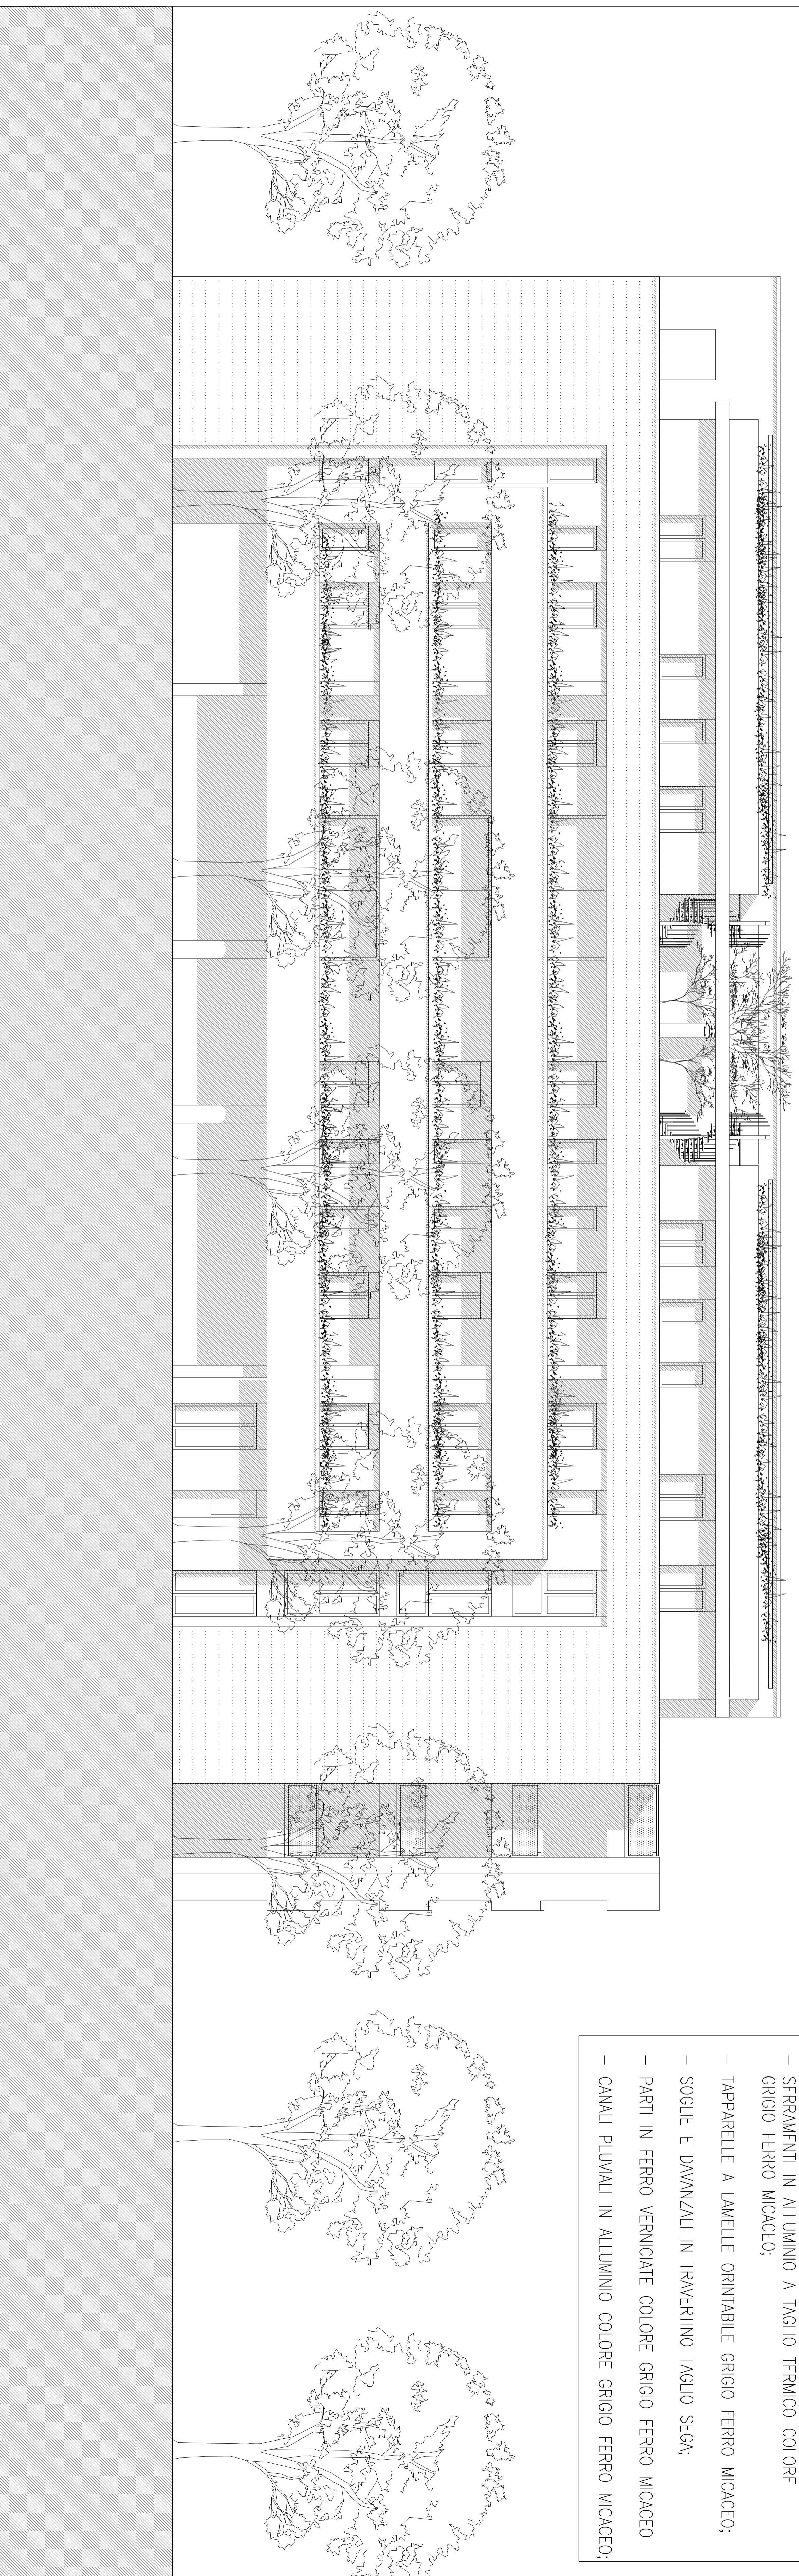 - SERRAMENTI IN ALLUMINIO A TAGLIO TERMICO COLORE
GRIGIO FERRO MICACEO;
- TAPPARELLE A LAMELLE ORINTABILE GRIGIO FERRO MICACEO;
- SOGLIE E DAVANZALI IN TRAVERTINO TAGLIO SEGA;
- PARTI IN FERRO VERNICIATE COLORE GRIGIO FERRO MICACEO
- CANALI PLUVIALI IN ALLUMINIO COLORE GRIGIO FERRO MICACEO;